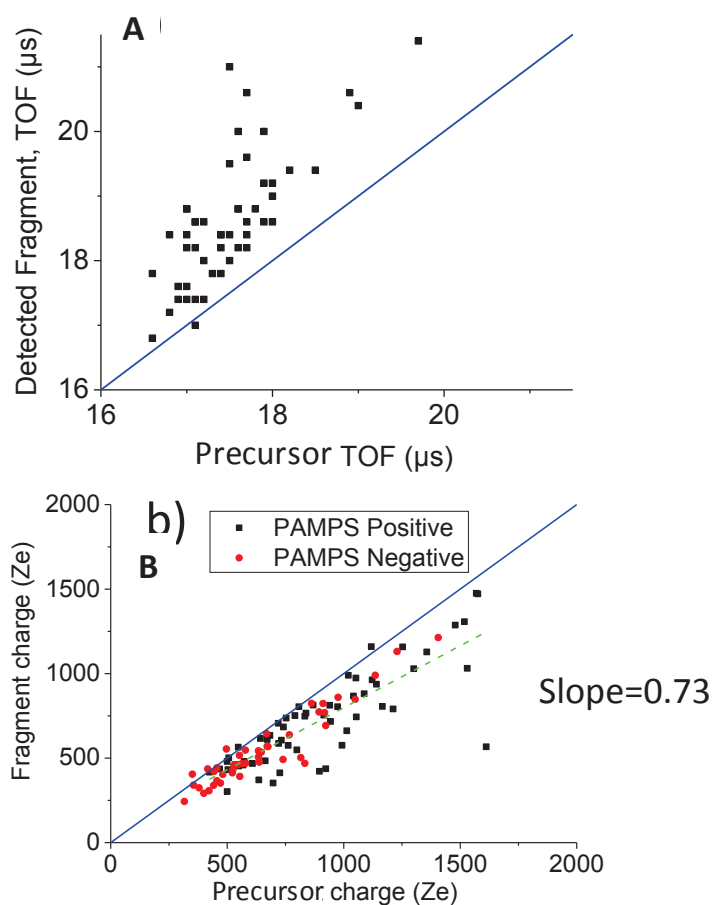 A
Detected Fragment, TOF (µs)
20
18
16
16 18 20
Precursor TOF (µs)
b)
B
PAMPS Positive
PAMPS Negative
Fragment charge (Ze)
2000
1500
1000
500
0
0 500 1000 1500 2000
Precursor charge (Ze)
Slope=0.73